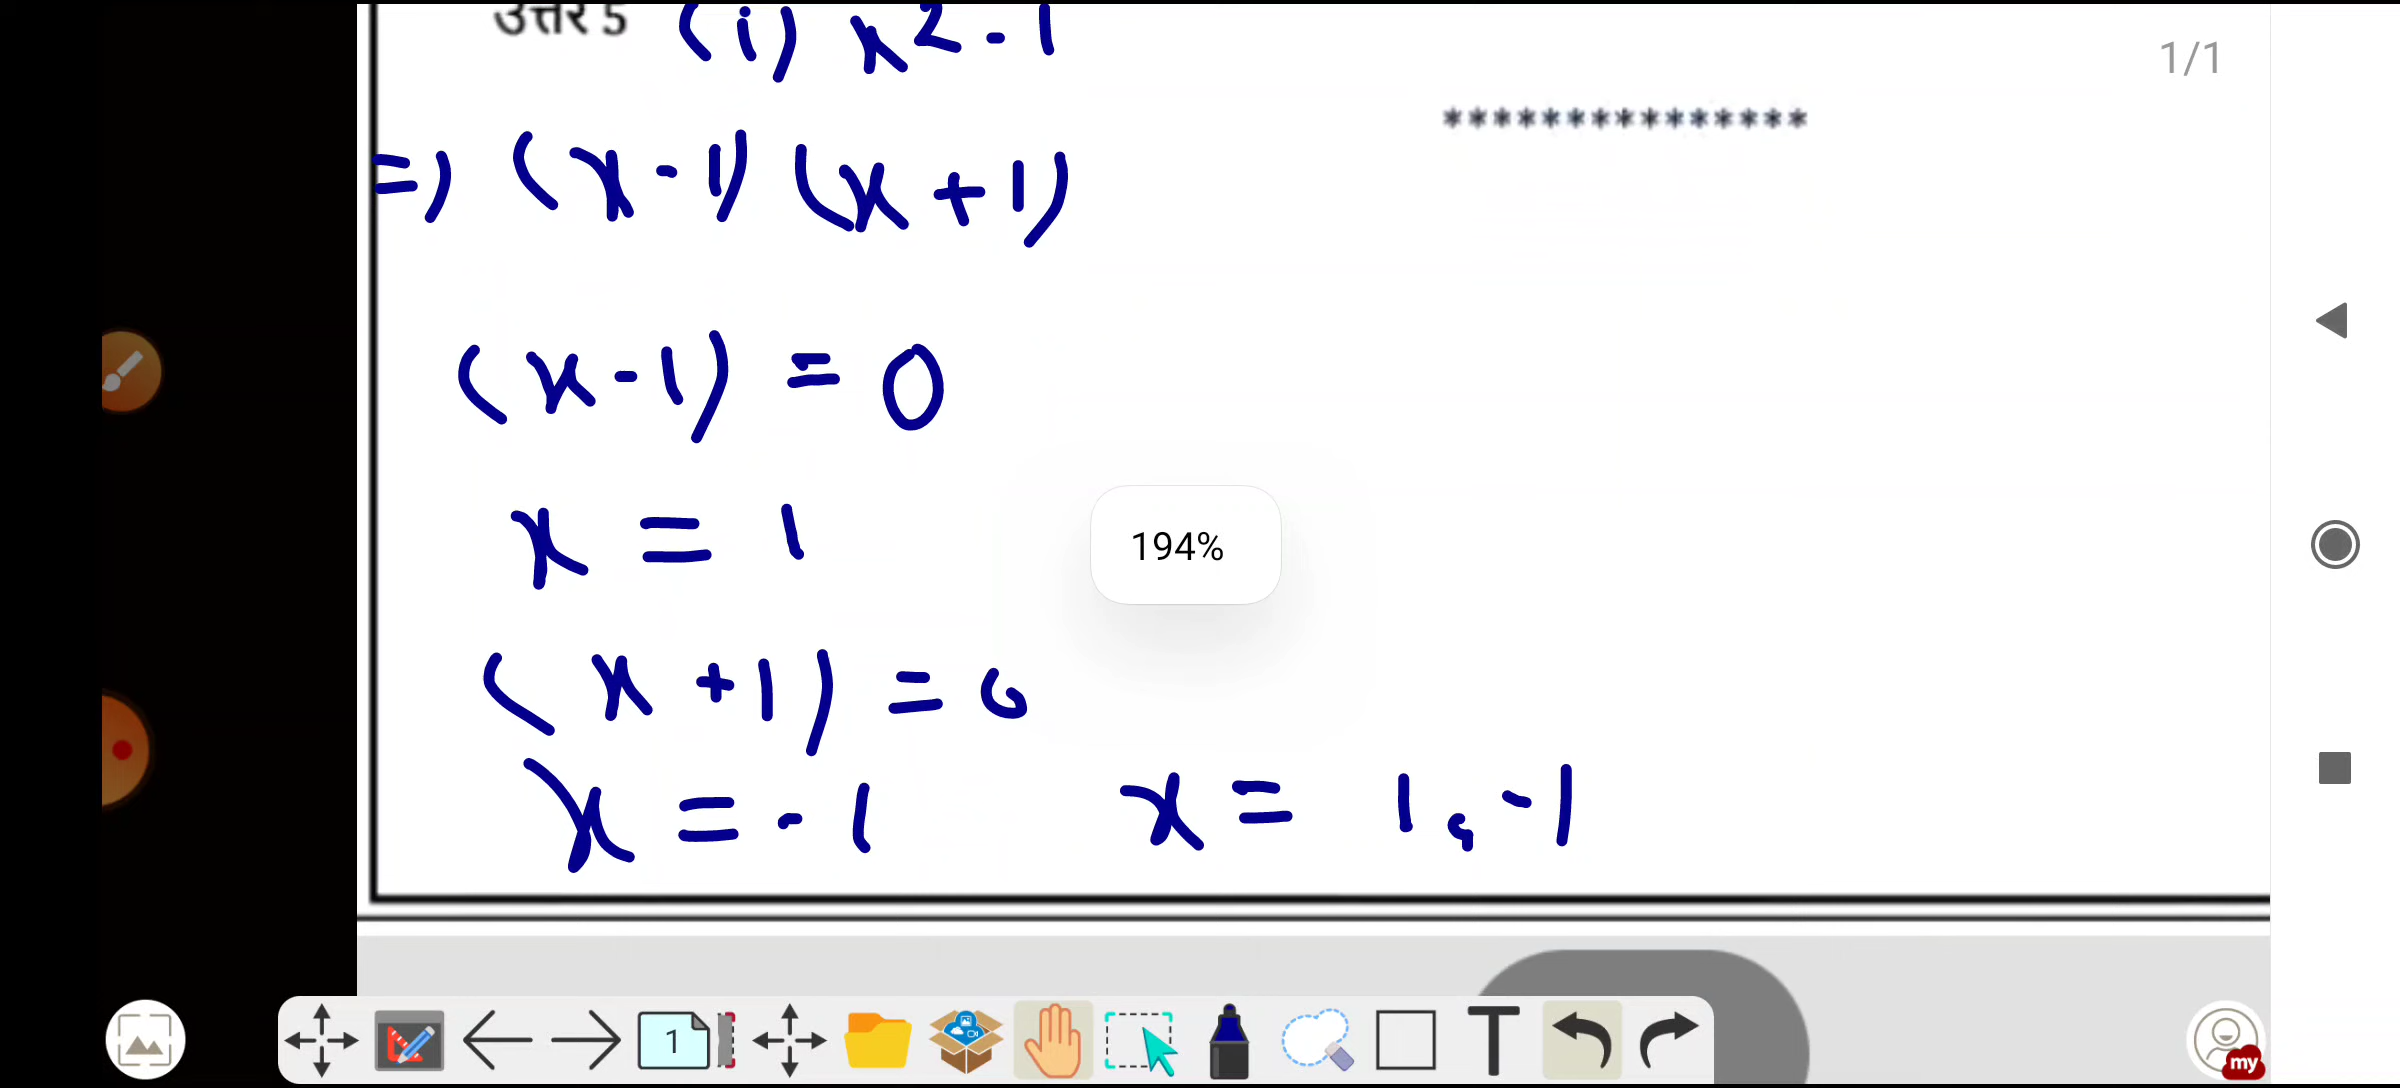 उत्तर 5 (i) x2-1
1/1
***************
=) (x-1) (x+1)
(x-1) = 0
x = 1
194%
(x+1) = 0
x = -1 x = 1, -1
1
T
my